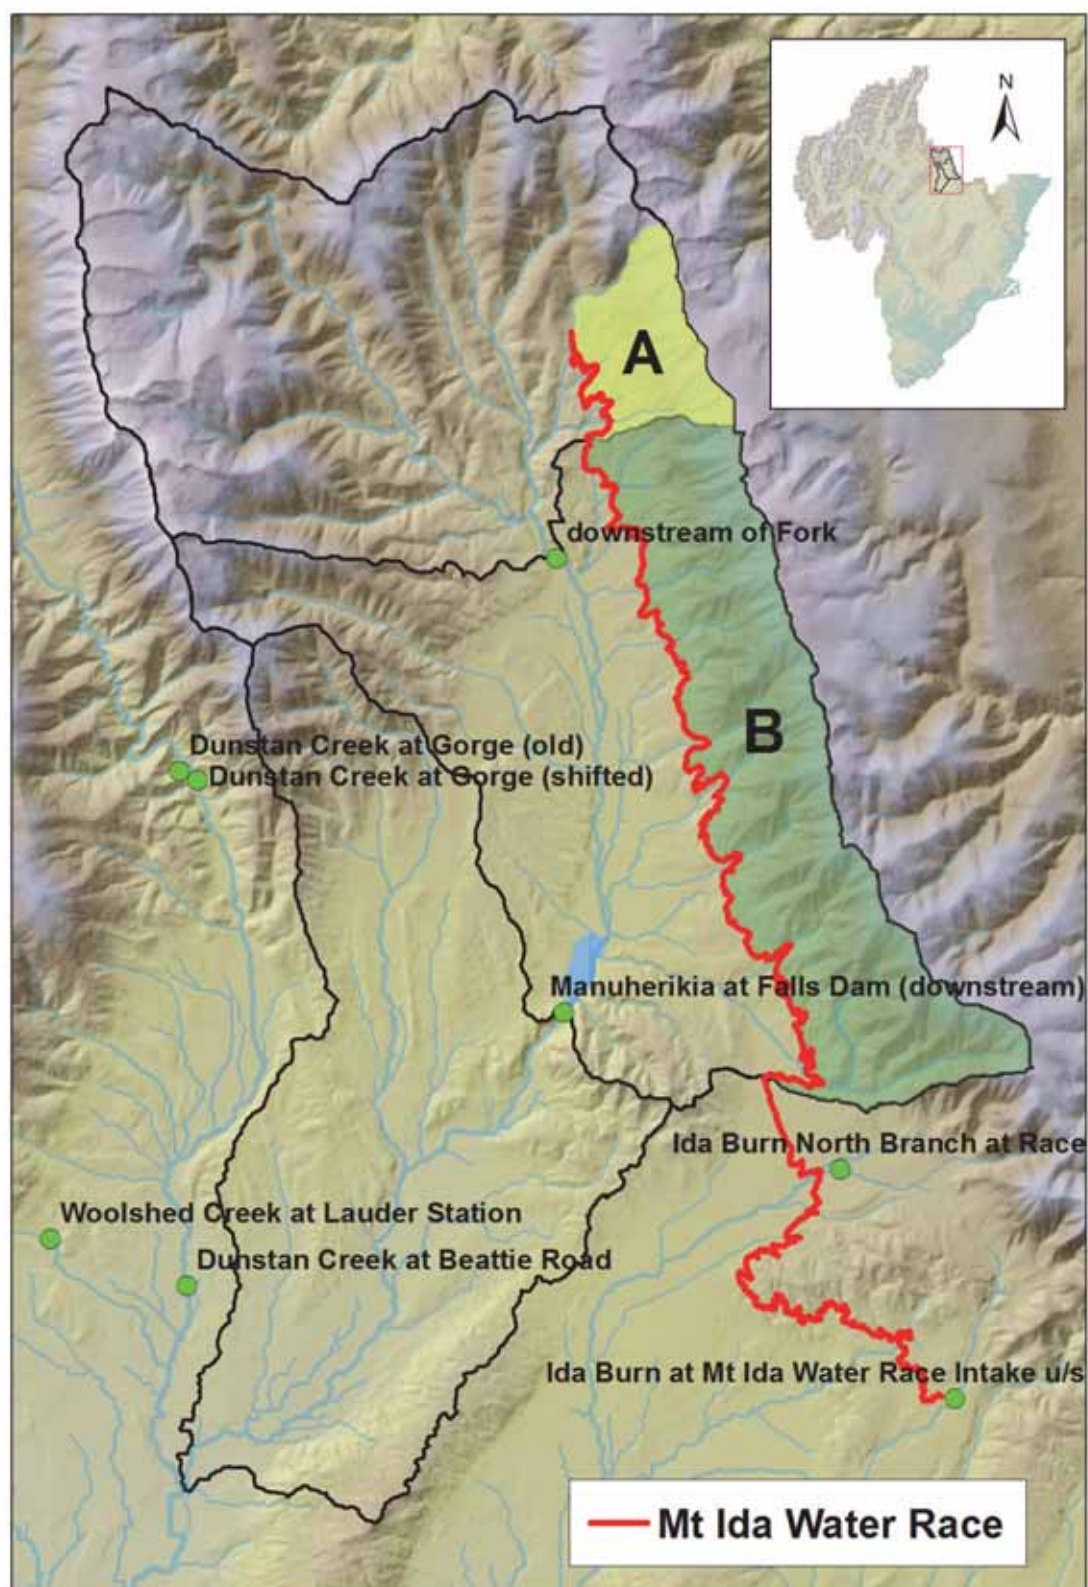 N
A
downstream of Fork
B
Dunstan Creek at Gorge (old)
Dunstan Creek at Gorge (shifted)
Manuherikia at Falls Dam (downstream)
Ida Burn North Branch at Race
Woolshed Creek at Lauder Station
Dunstan Creek at Beattie Road
Ida Burn at Mt Ida Water Race Intake u/s
Mt Ida Water Race